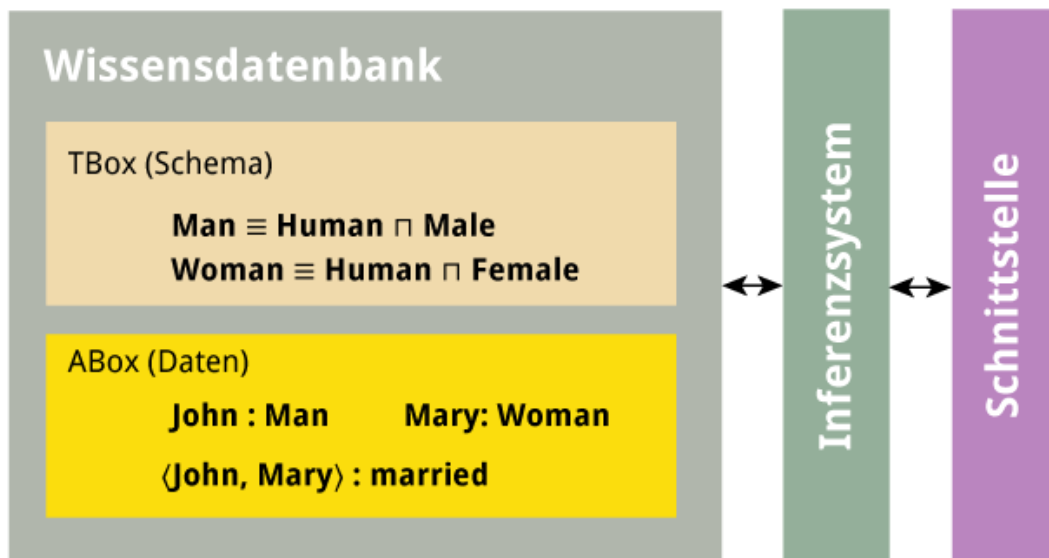 Wissensdatenbank
TBox (Schema)
Man ≡ Human ⊓ Male
Woman ≡ Human ⊓ Female
ABox (Daten)
John : Man Mary: Woman
⟨John, Mary⟩ : married
Inferenzsystem
Schnittstelle